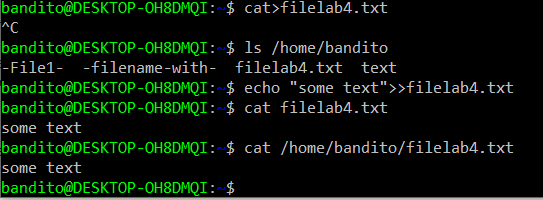 bandito@DESKTOP-OH8DMQI:~$ cat>filelab4.txt
^C
bandito@DESKTOP-OH8DMQI:~$ ls /home/bandito
-File1-  -filename-with-  filelab4.txt  text
bandito@DESKTOP-OH8DMQI:~$ echo "some text">>filelab4.txt
bandito@DESKTOP-OH8DMQI:~$ cat filelab4.txt
some text
bandito@DESKTOP-OH8DMQI:~$ cat /home/bandito/filelab4.txt
some text
bandito@DESKTOP-OH8DMQI:~$